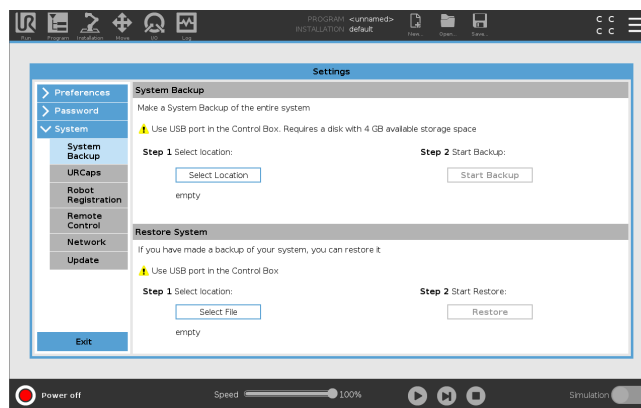 UR
PROGRAM <unnamed>
INSTALLATION default
C C
C C
Run Program Installation Move I/O Log New... Open... Save...
Settings
Preferences
Password
System
System
Backup
URCaps
Robot
Registration
Remote
Control
Network
Update
Exit
System Backup
Make a System Backup of the entire system
Use USB port in the Control Box. Requires a disk with 4 GB available storage space
Step 1 Select location:
Step 2 Start Backup:
Select Location
Start Backup
empty
Restore System
If you have made a backup of your system, you can restore it
Use USB port in the Control Box
Step 1 Select location:
Step 2 Start Restore:
Select File
Restore
empty
Power off
Speed 100%
Simulation